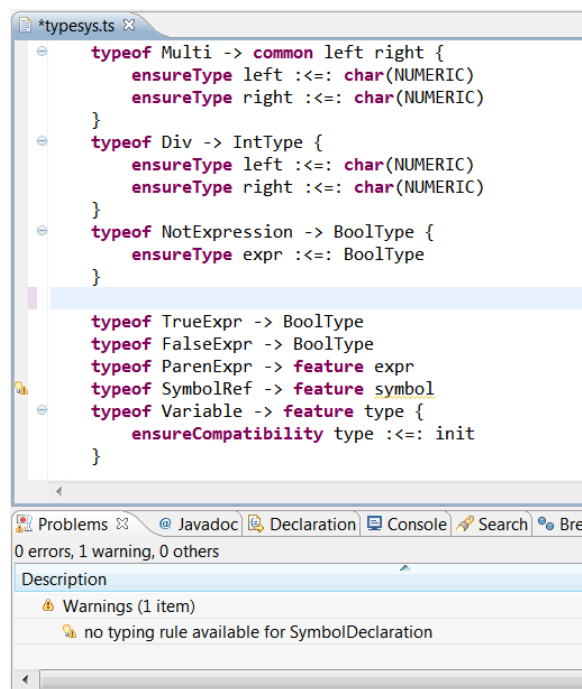 *typesys.ts
typeof Multi -> common left right {
ensureType left :<=: char(NUMERIC)
ensureType right :<=: char(NUMERIC)
}
typeof Div -> IntType {
ensureType left :<=: char(NUMERIC)
ensureType right :<=: char(NUMERIC)
}
typeof NotExpression -> BoolType {
ensureType expr :<=: BoolType
}
typeof TrueExpr -> BoolType
typeof FalseExpr -> BoolType
typeof ParenExpr -> feature expr
typeof SymbolRef -> feature symbol
typeof Variable -> feature type {
ensureCompatibility type :<=: init
}
Problems @ Javadoc Declaration Console Search Bre
0 errors, 1 warning, 0 others
Description
Warnings (1 item)
no typing rule available for SymbolDeclaration